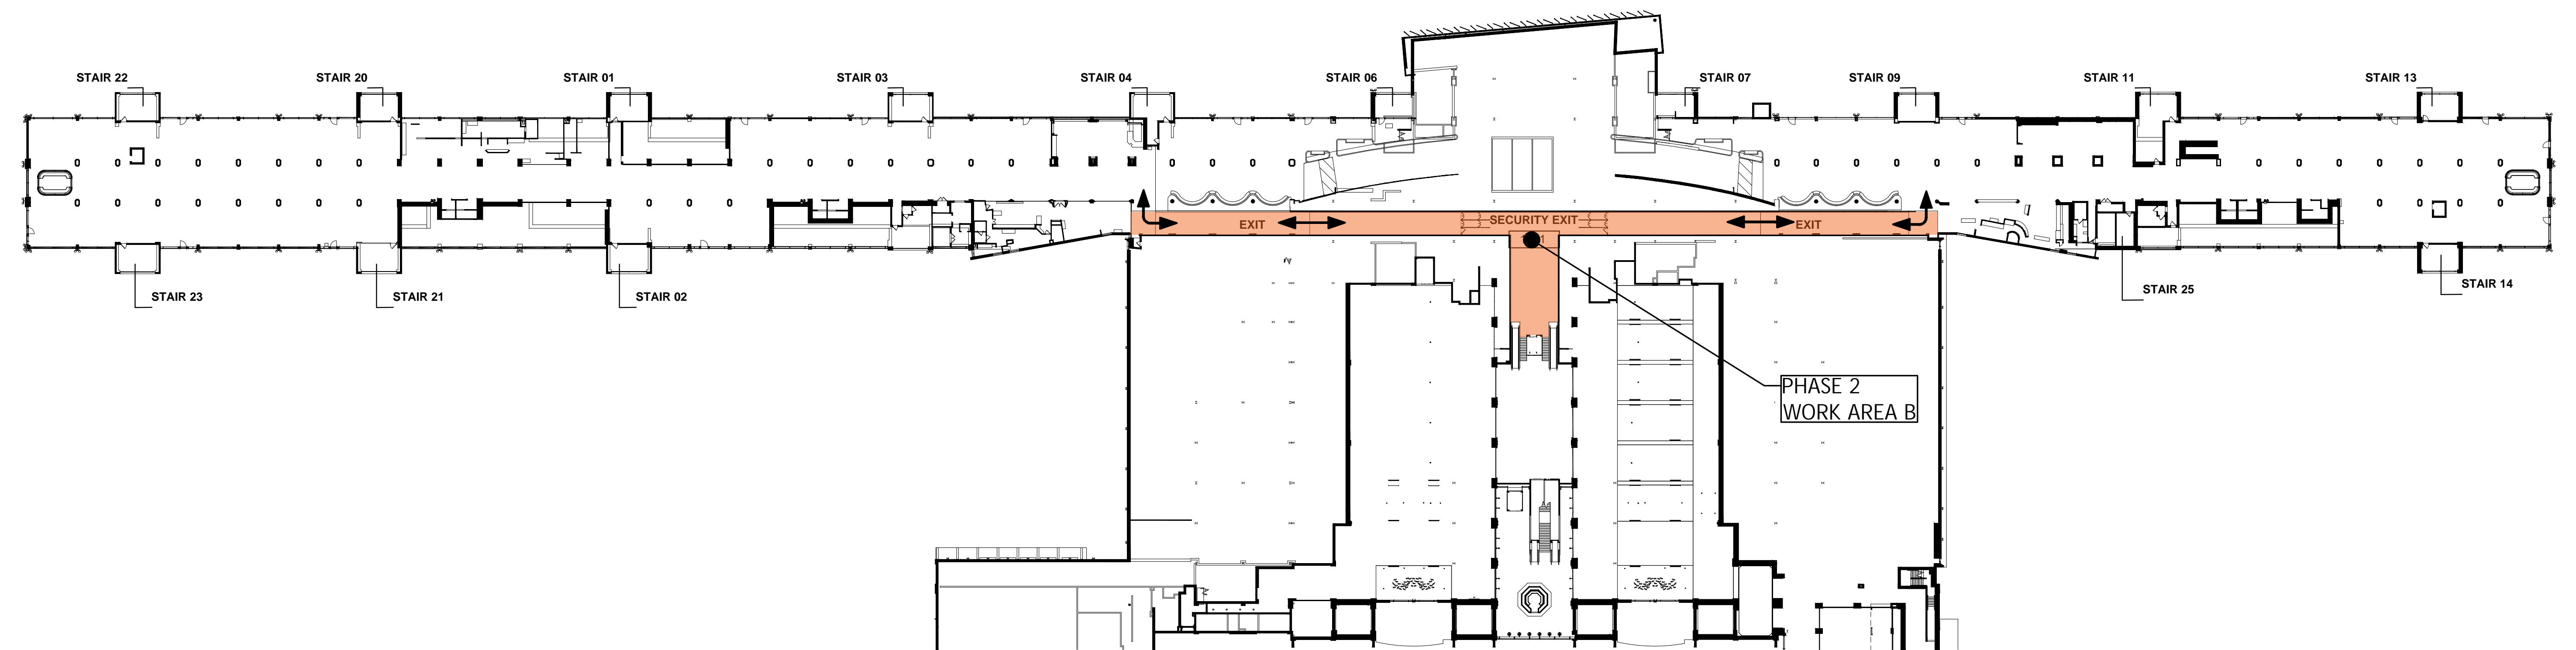 STAIR 22
STAIR 20
STAIR 01
STAIR 03
STAIR 04
STAIR 06
STAIR 07
STAIR 09
STAIR 11
STAIR 13
EXIT
SECURITY EXIT
EXIT
STAIR 23
STAIR 21
STAIR 02
STAIR 25
STAIR 14
PHASE 2
WORK AREA B